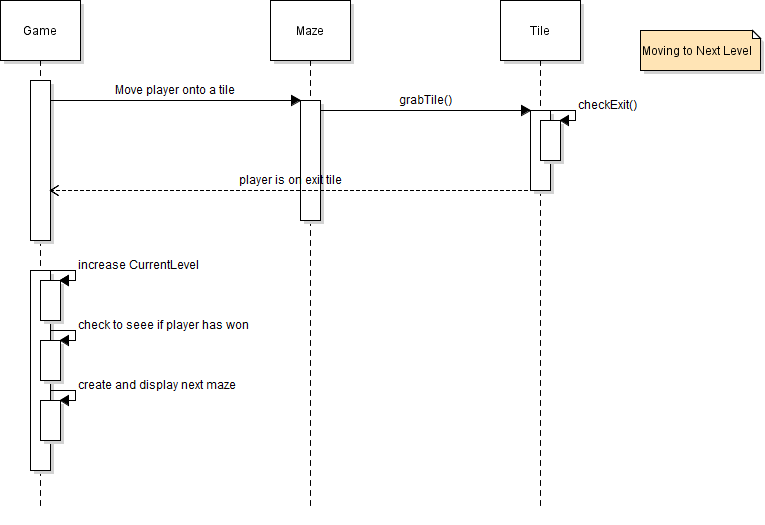 Game
Maze
Tile
Moving to Next Level
Move player onto a tile
grabTile()
checkExit()
player is on exit tile
increase CurrentLevel
check to seee if player has won
create and display next maze